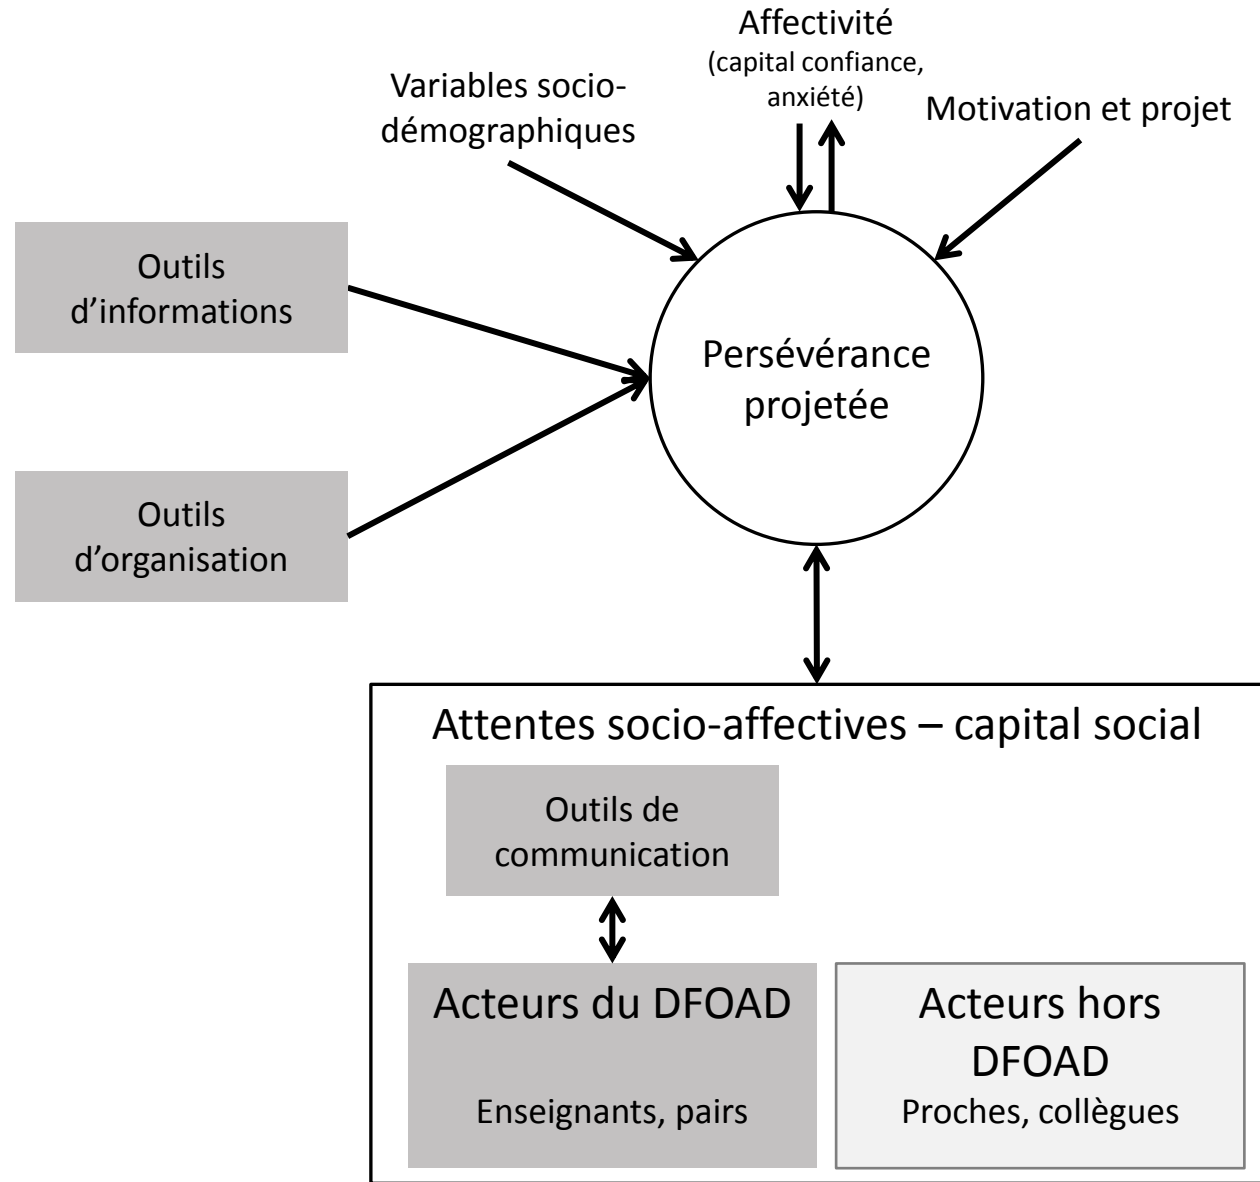 Affectivité
(capital confiance,
anxiété)
Variables socio-
démographiques
Motivation et projet
Outils
d’informations
Persévérance
projetée
Outils
d’organisation
Attentes socio-affectives – capital social
Outils de
communication
Acteurs du DFOAD
Enseignants, pairs
Acteurs hors
DFOAD
Proches, collègues